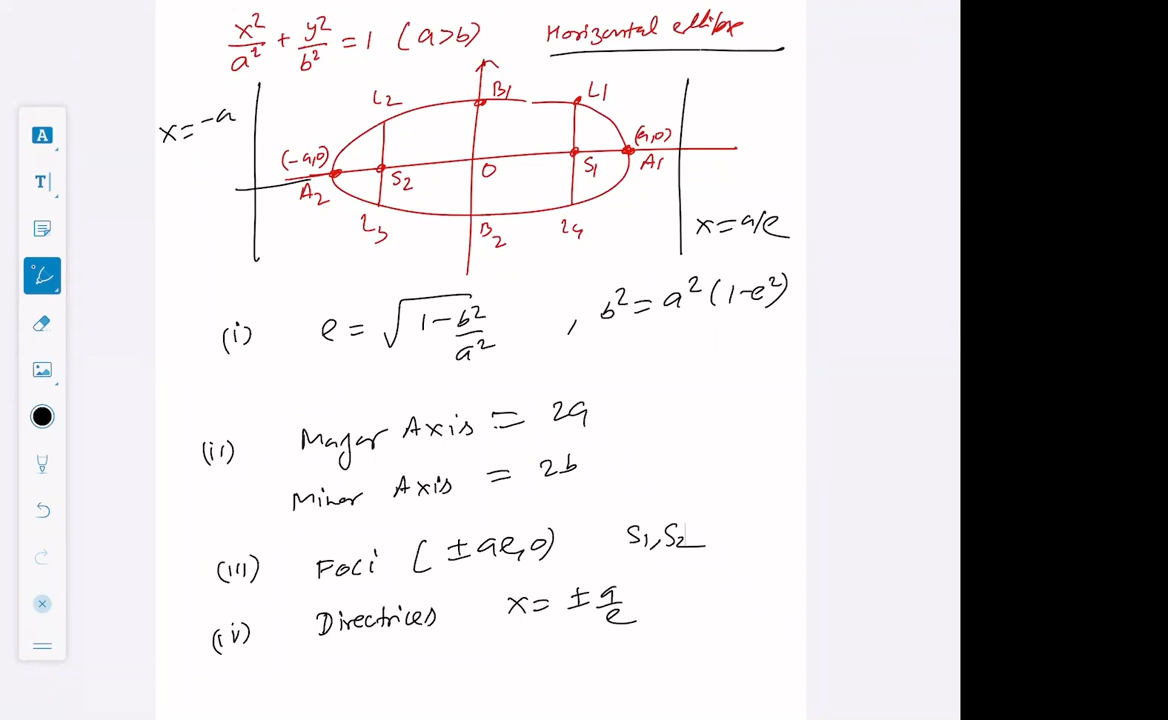 x²/a² + y²/b² = 1 (a>b) Horizontal ellipse
x = -a
L2 B1 L1
(-a,0) (a,0)
A2 S2 O S1 A1
L3 B2 L4
x = a/e
(i) e = √(1 - b²/a²) , b² = a²(1-e²)
(ii) Major Axis = 2a
Minor Axis = 2b
(iii) Foci (±ae,0) S1,S2
(iv) Directrices x = ± a/e
A
T